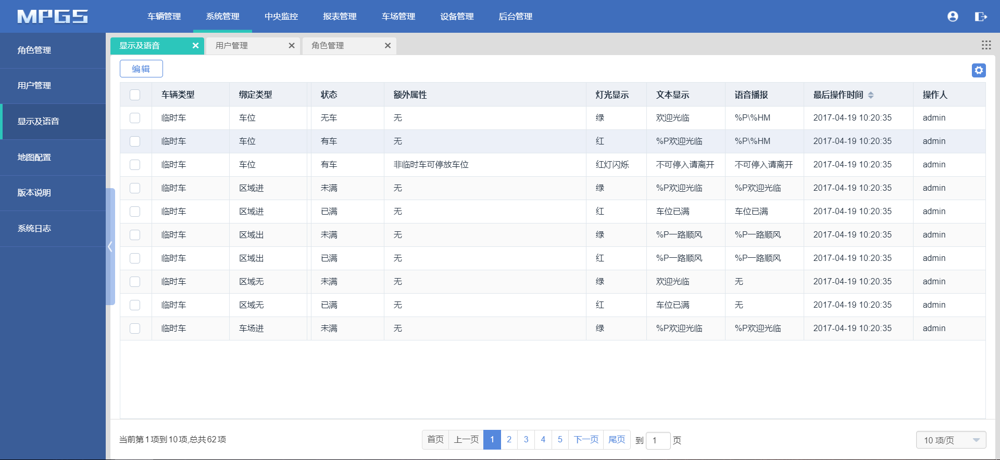 MPGS 车辆管理 系统管理 中央监控 报表管理 车场管理 设备管理 后台管理
角色管理
用户管理
显示及语音
地图配置
版本说明
系统日志
显示及语音 用户管理 角色管理
编辑
车辆类型 绑定类型 状态 额外属性 灯光显示 文本显示 语音播报 最后操作时间 操作人
临时车 车位 无车 无 绿 欢迎光临 %P\%HM 2017-04-19 10:20:35 admin
临时车 车位 有车 无 红 %P欢迎光临 %P\%HM 2017-04-19 10:20:35 admin
临时车 车位 有车 非临时车可停放车位 红灯闪烁 不可停入请离开 不可停入请离开 2017-04-19 10:20:35 admin
临时车 区域进 未满 无 绿 %P欢迎光临 %P欢迎光临 2017-04-19 10:20:35 admin
临时车 区域进 已满 无 红 车位已满 车位已满 2017-04-19 10:20:35 admin
临时车 区域出 未满 无 绿 %P一路顺风 %P一路顺风 2017-04-19 10:20:35 admin
临时车 区域出 已满 无 红 %P一路顺风 %P一路顺风 2017-04-19 10:20:35 admin
临时车 区域无 未满 无 绿 欢迎光临 无 2017-04-19 10:20:35 admin
临时车 区域无 已满 无 红 车位已满 无 2017-04-19 10:20:35 admin
临时车 车场进 未满 无 绿 %P欢迎光临 %P欢迎光临 2017-04-19 10:20:35 admin
当前第1项到10项,总共62项 首页 上一页 1 2 3 4 5 下一页 尾页 到 1 页 10 项/页